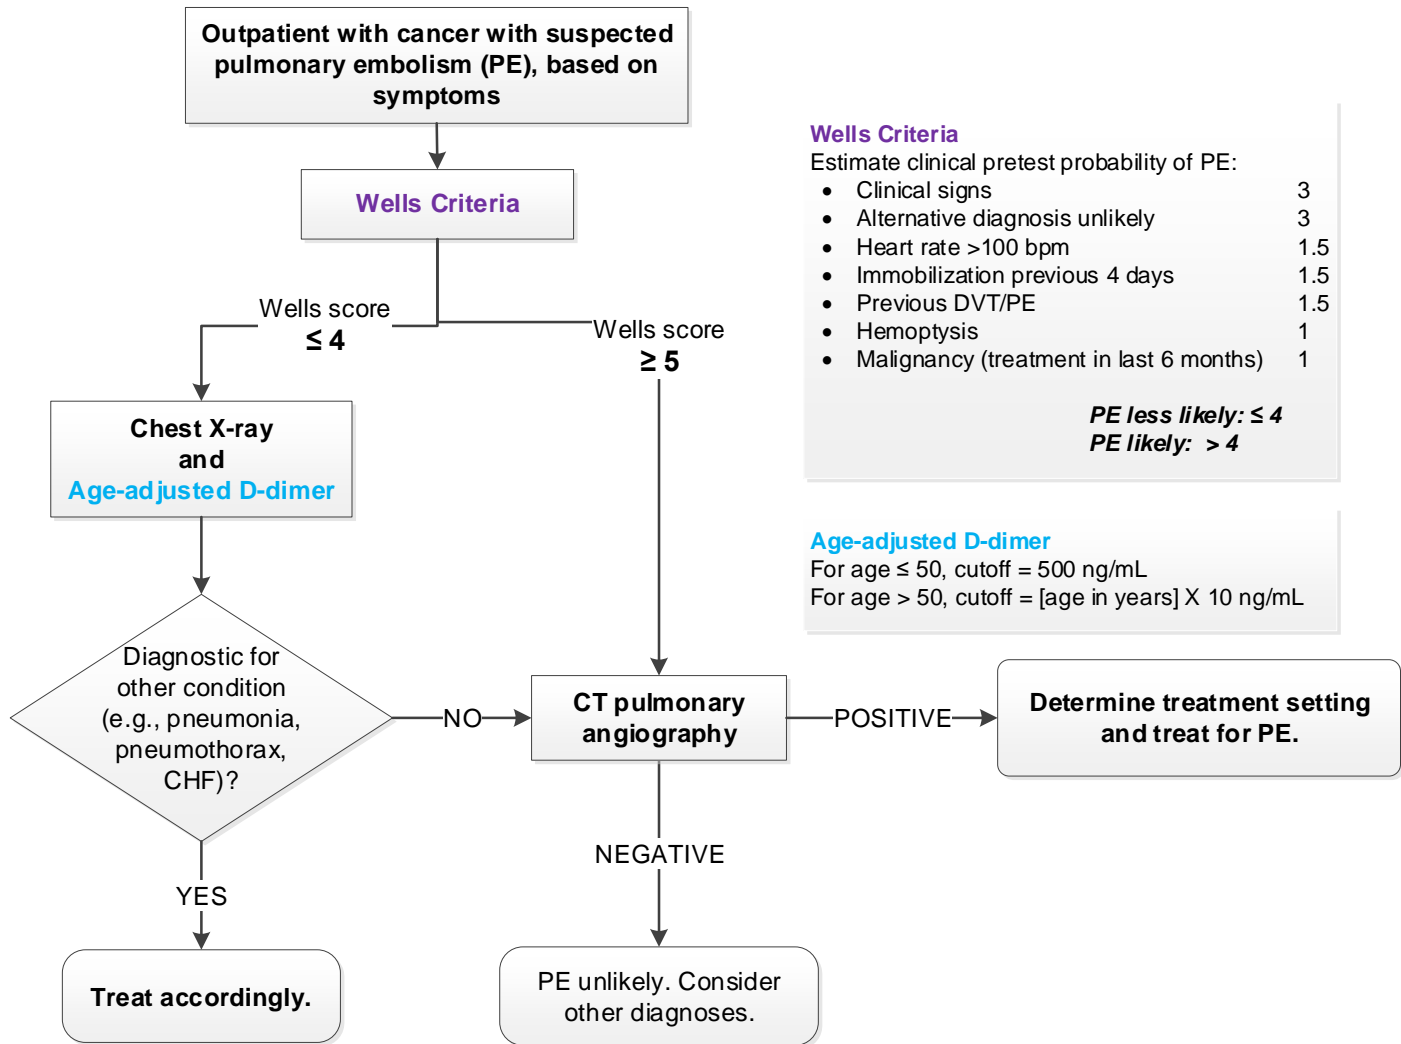 Outpatient with cancer with suspected
pulmonary embolism (PE), based on
symptoms
Wells Criteria
Wells score
≤ 4
Wells score
≥ 5
Chest X-ray
and
Age-adjusted D-dimer
Diagnostic for
other condition
(e.g., pneumonia,
pneumothorax,
CHF)?
NO
YES
Treat accordingly.
CT pulmonary
angiography
POSITIVE
NEGATIVE
Determine treatment setting
and treat for PE.
PE unlikely. Consider
other diagnoses.
Wells Criteria
Estimate clinical pretest probability of PE:
• Clinical signs 3
• Alternative diagnosis unlikely 3
• Heart rate >100 bpm 1.5
• Immobilization previous 4 days 1.5
• Previous DVT/PE 1.5
• Hemoptysis 1
• Malignancy (treatment in last 6 months) 1
PE less likely: ≤ 4
PE likely: > 4
Age-adjusted D-dimer
For age ≤ 50, cutoff = 500 ng/mL
For age > 50, cutoff = [age in years] X 10 ng/mL